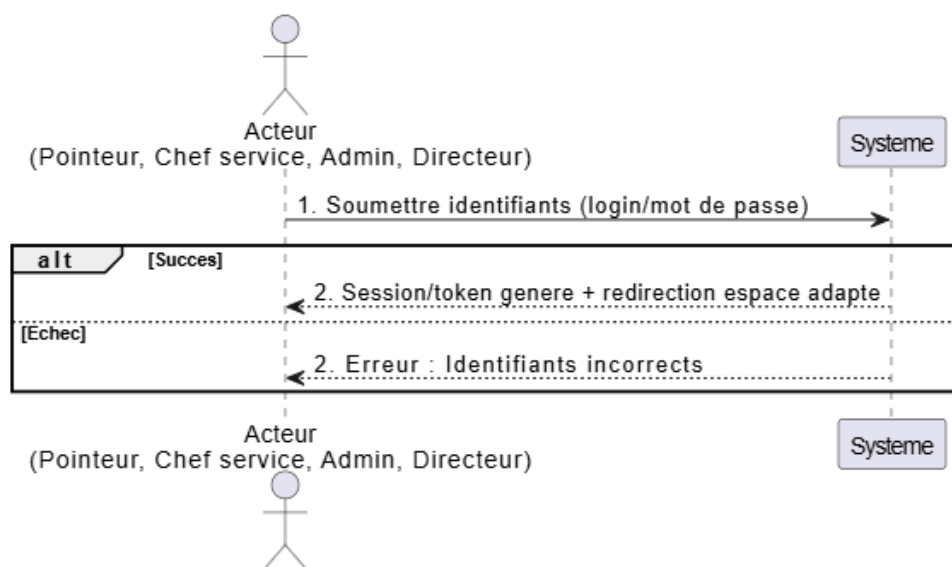 Acteur
(Pointeur, Chef service, Admin, Directeur)
Systeme
1. Soumettre identifiants (login/mot de passe)
alt
[Succes]
2. Session/token genere + redirection espace adapte
[Echec]
2. Erreur : Identifiants incorrects
Acteur
(Pointeur, Chef service, Admin, Directeur)
Systeme